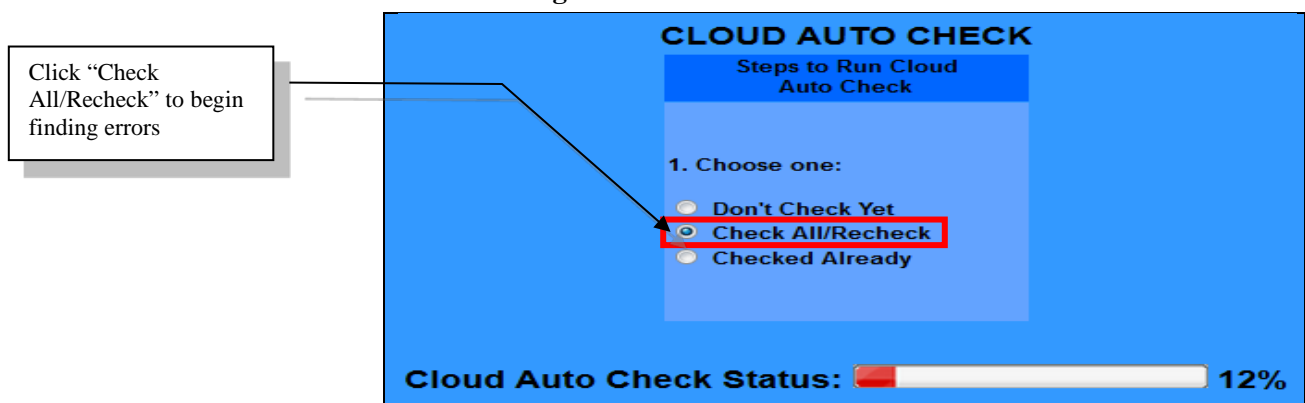 Click “Check
All/Recheck” to begin
finding errors
CLOUD AUTO CHECK
Steps to Run Cloud
Auto Check
1. Choose one:
Don't Check Yet
Check All/Recheck
Checked Already
Cloud Auto Check Status:
12%